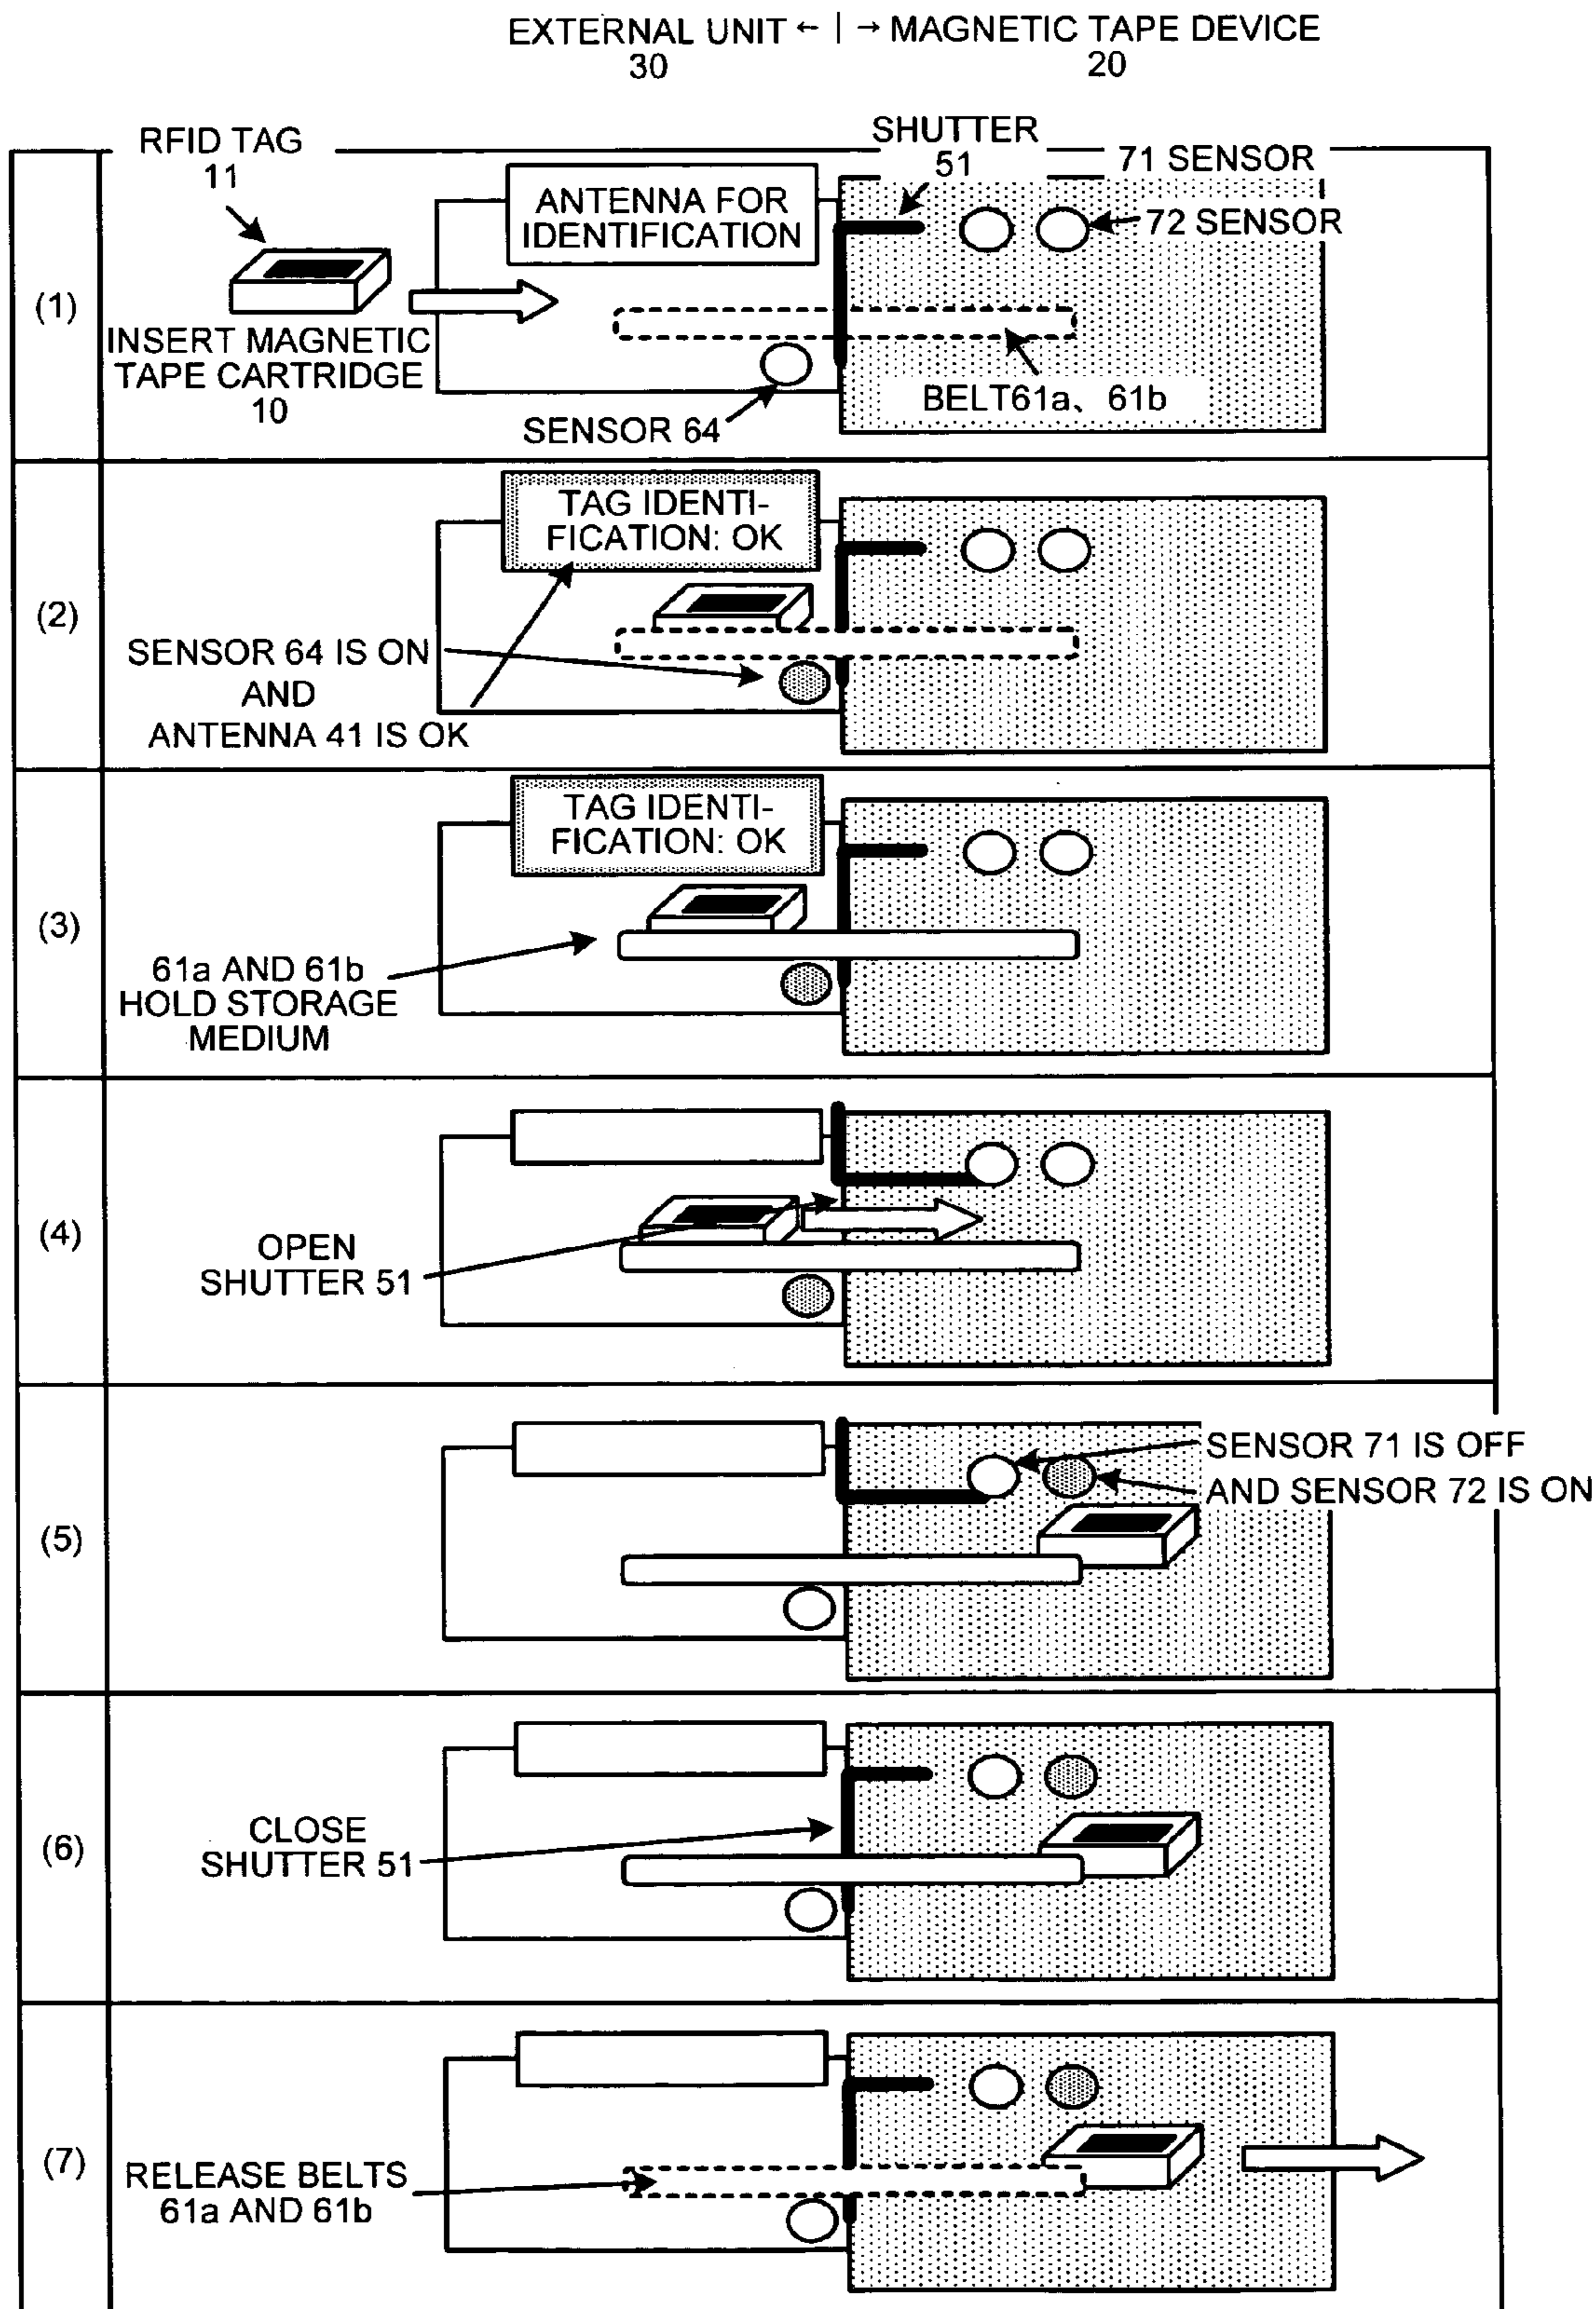 EXTERNAL UNIT ← | → MAGNETIC TAPE DEVICE
30 20
RFID TAG
11
SHUTTER
51
71 SENSOR
72 SENSOR
ANTENNA FOR
IDENTIFICATION
(1)
INSERT MAGNETIC
TAPE CARTRIDGE
10
BELT61a、61b
SENSOR 64
TAG IDENTI-
FICATION: OK
(2)
SENSOR 64 IS ON
AND
ANTENNA 41 IS OK
TAG IDENTI-
FICATION: OK
(3)
61a AND 61b
HOLD STORAGE
MEDIUM
(4)
OPEN
SHUTTER 51
(5)
SENSOR 71 IS OFF
AND SENSOR 72 IS ON
(6)
CLOSE
SHUTTER 51
(7)
RELEASE BELTS
61a AND 61b